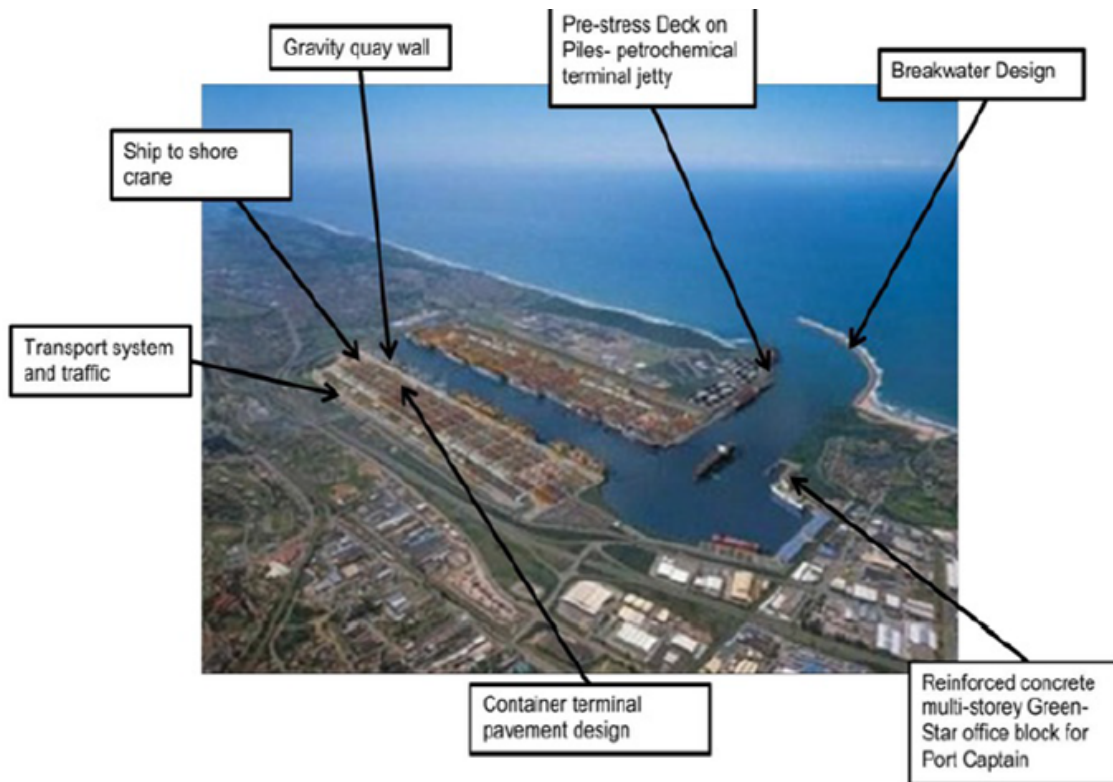 Gravity quay wall
Pre-stress Deck on
Piles- petrochemical
terminal jetty
Breakwater Design
Ship to shore
crane
Transport system
and traffic
Container terminal
pavement design
Reinforced concrete
multi-storey Green-
Star office block for
Port Captain